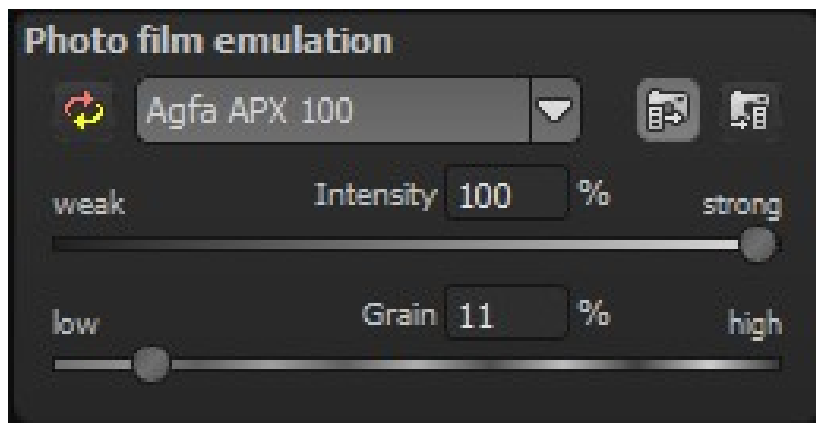 Photo film emulation
Agfa APX 100
weak Intensity 100 % strong
low Grain 11 % high